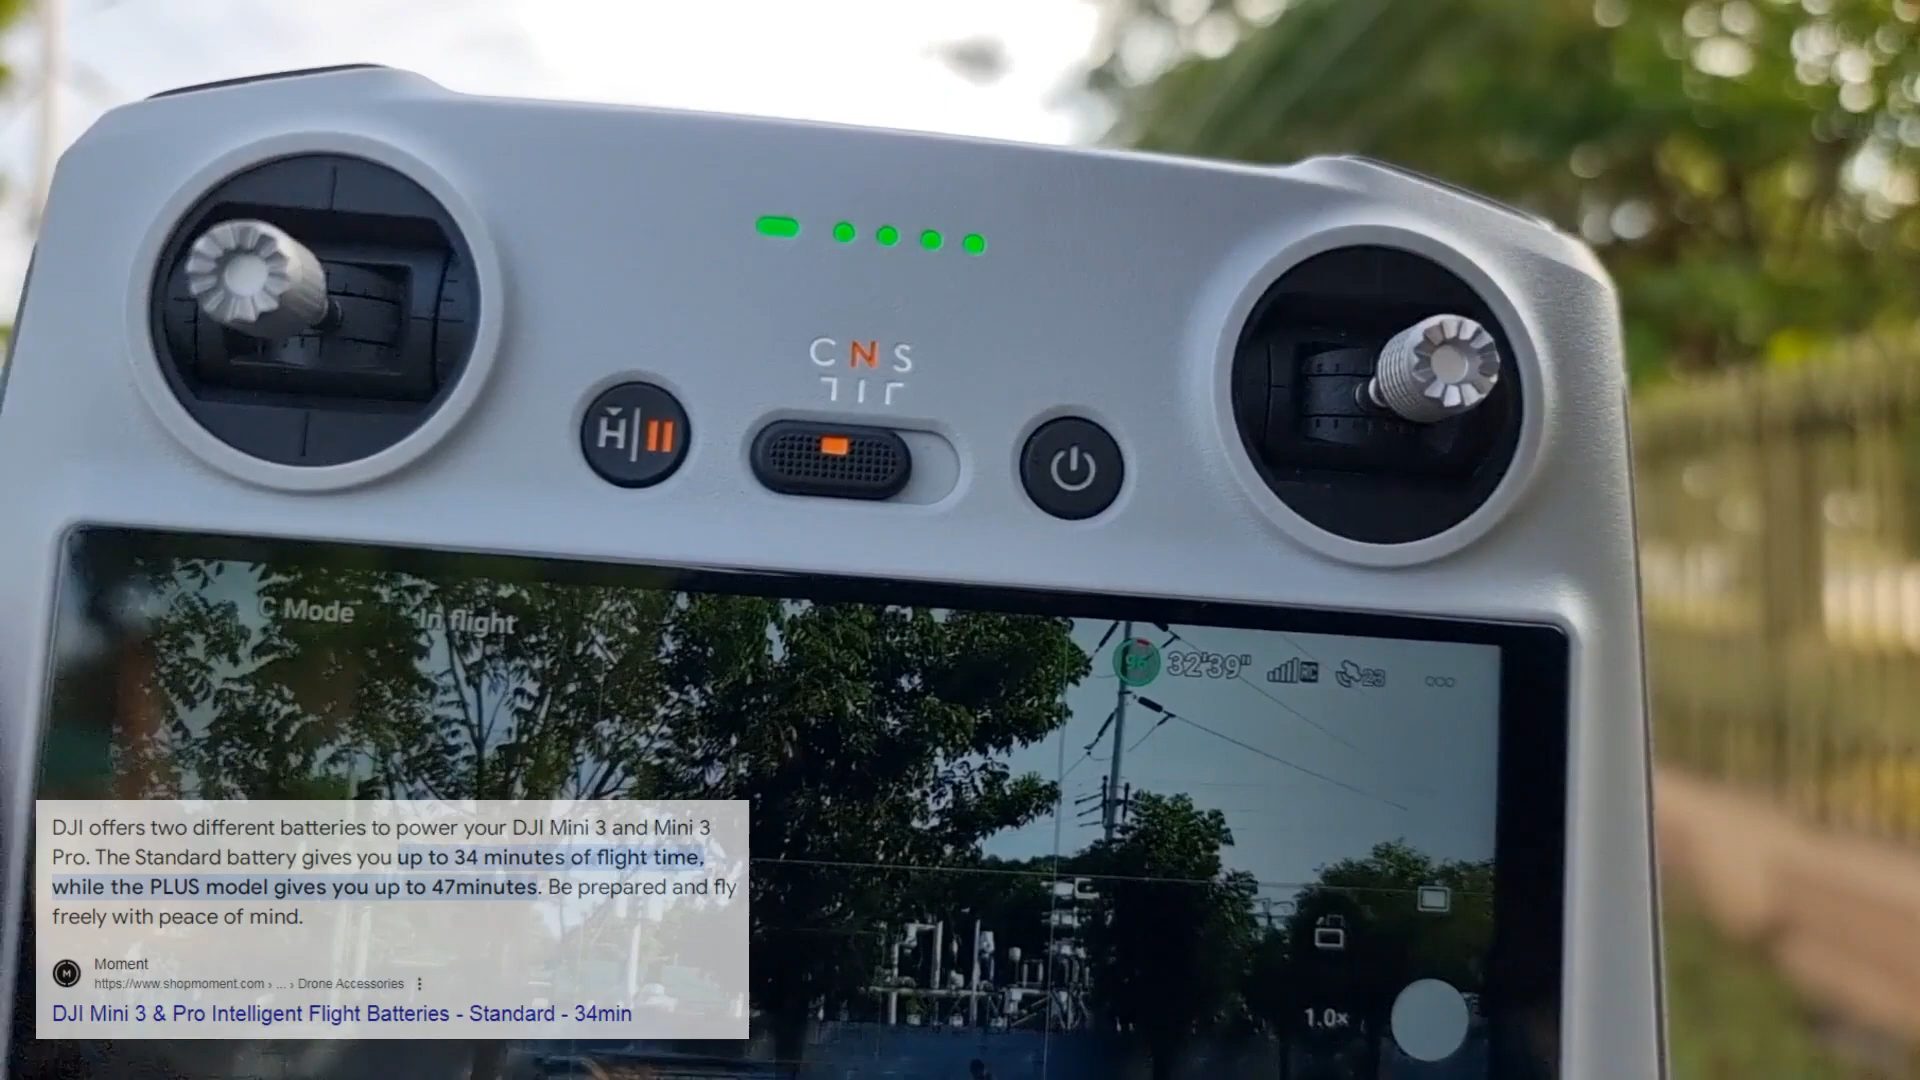 C N S
H
C Mode
In flight
96
32'39"
RC
23
1.0×
DJI offers two different batteries to power your DJI Mini 3 and Mini 3
Pro. The Standard battery gives you up to 34 minutes of flight time,
while the PLUS model gives you up to 47minutes. Be prepared and fly
freely with peace of mind.
M
Moment
https://www.shopmoment.com › ... › Drone Accessories
DJI Mini 3 & Pro Intelligent Flight Batteries - Standard - 34min